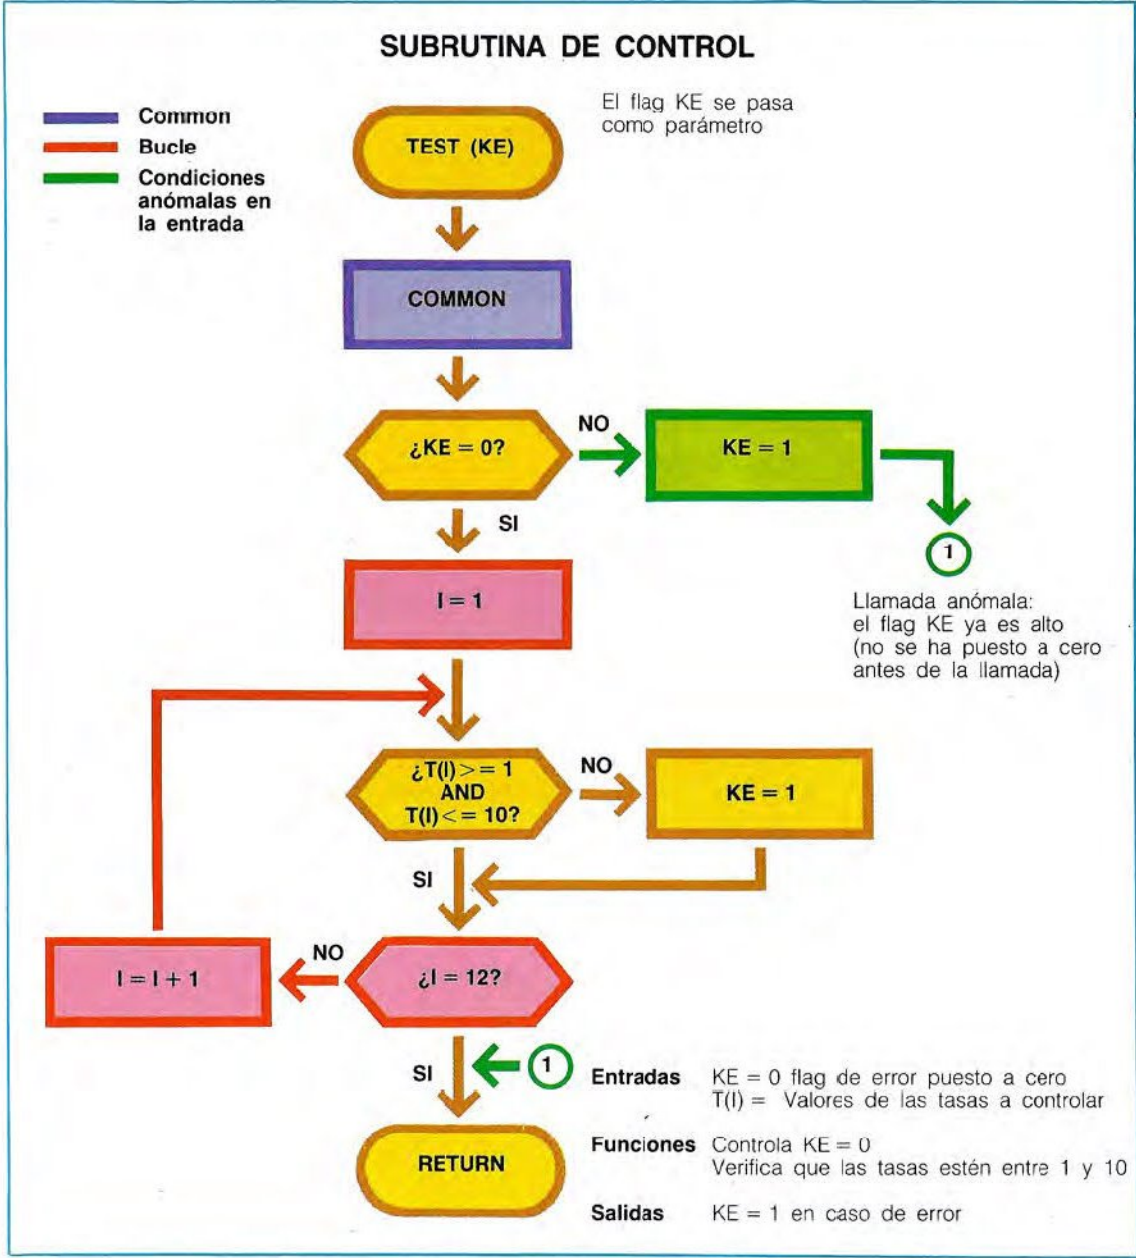 SUBRUTINA DE CONTROL
Common
Bucle
Condiciones
anómalas en
la entrada
El flag KE se pasa
como parámetro
TEST (KE)
COMMON
¿KE = 0?
NO
KE = 1
SI
1
Llamada anómala:
el flag KE ya es alto
(no se ha puesto a cero
antes de la llamada)
I = 1
¿T(I) > = 1
AND
T(I) < = 10?
NO
KE = 1
SI
I = I + 1
NO
¿I = 12?
SI
1
RETURN
Entradas KE = 0 flag de error puesto a cero
T(I) = Valores de las tasas a controlar
Funciones Controla KE = 0
Verifica que las tasas estén entre 1 y 10
Salidas KE = 1 en caso de error